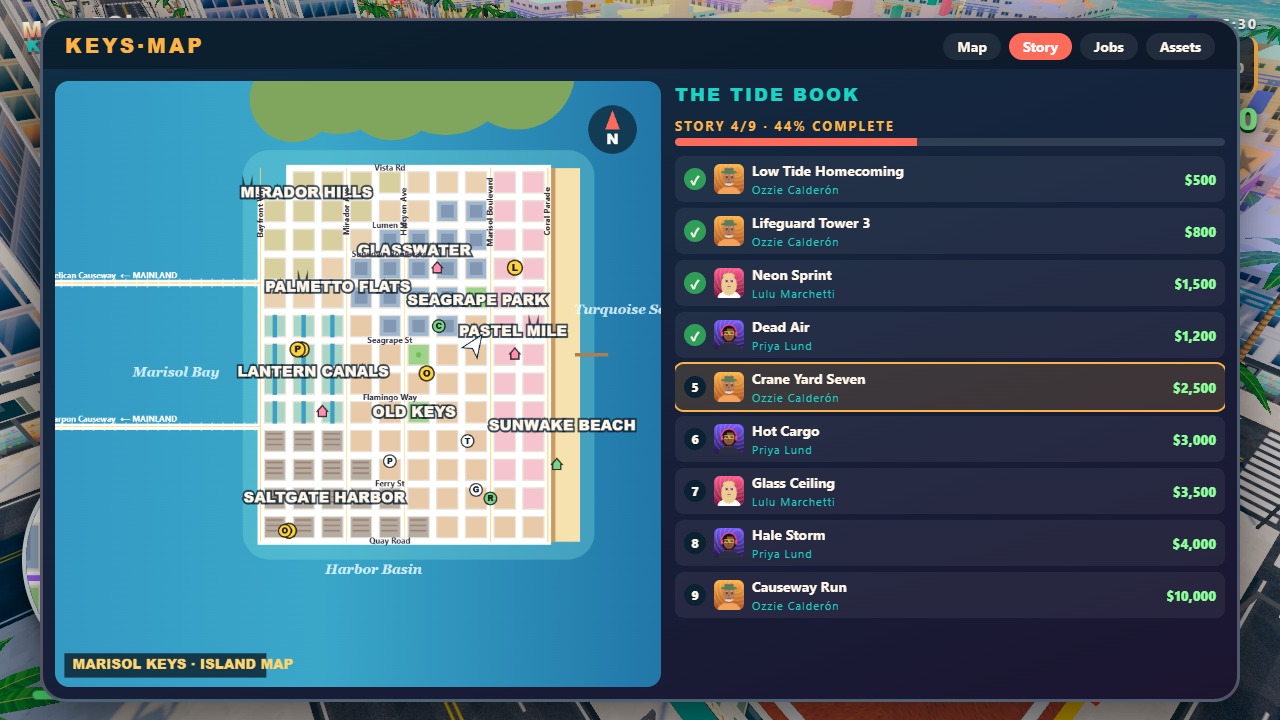 KEYS·MAP
Map
Story
Jobs
Assets
:30
N
Vista Rd
MIRADOR HILLS
Mirador Ave
Marisol Boulevard
Coral Parade
Lumen St
GLASSWATER
L
elican Causeway ← MAINLAND
PALMETTO FLATS
SEAGRAPE PARK
Turquoise So
C
PASTEL MILE
Seagrape St
P
Marisol Bay
LANTERN CANALS
O
Flamingo Way
OLD KEYS
arpon Causeway ← MAINLAND
SUNWAKE BEACH
T
P
Ferry St
G
R
SALTGATE HARBOR
O
Quay Road
Harbor Basin
MARISOL KEYS · ISLAND MAP
THE TIDE BOOK
STORY 4/9 · 44% COMPLETE
Low Tide Homecoming
Ozzie Calderón
$500
Lifeguard Tower 3
Ozzie Calderón
$800
Neon Sprint
Lulu Marchetti
$1,500
Dead Air
Priya Lund
$1,200
5
Crane Yard Seven
Ozzie Calderón
$2,500
6
Hot Cargo
Priya Lund
$3,000
7
Glass Ceiling
Lulu Marchetti
$3,500
8
Hale Storm
Priya Lund
$4,000
9
Causeway Run
Ozzie Calderón
$10,000
0